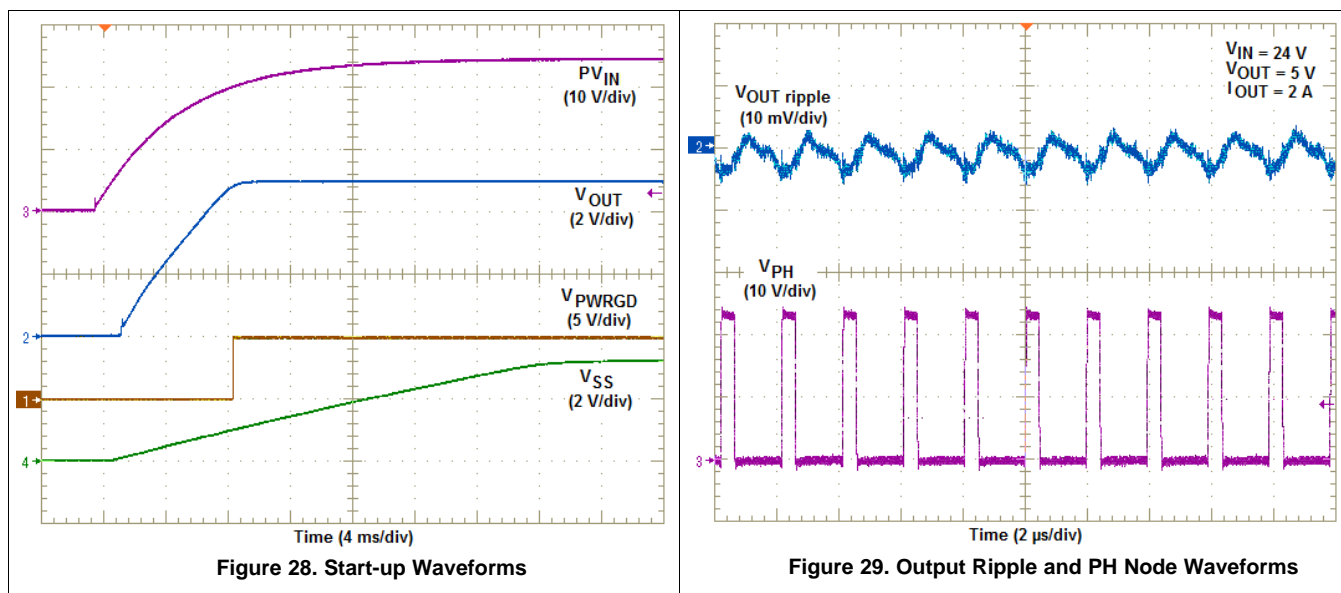 PVIN
(10 V/div)
3
VOUT
(2 V/div)
2
VPWRGD
(5 V/div)
1
VSS
(2 V/div)
4
Time (4 ms/div)
Figure 28. Start-up Waveforms
VIN = 24 V
VOUT = 5 V
IOUT = 2 A
VOUT ripple
(10 mV/div)
2
VPH
(10 V/div)
3
Time (2 µs/div)
Figure 29. Output Ripple and PH Node Waveforms